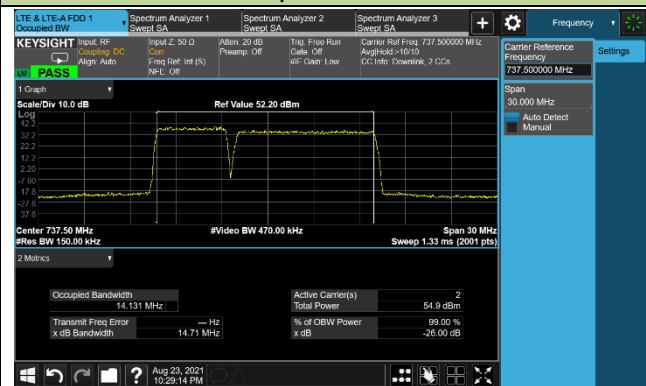 LTE & LTE-A FDD 1
Occupied BW
Spectrum Analyzer 1
Swept SA
Spectrum Analyzer 2
Swept SA
Spectrum Analyzer 3
Swept SA
+
Frequency
KEYSIGHT
Input: RF
Coupling: DC
Align: Auto
Input Z: 50 Ω
Corr
Freq Ref: Int (S)
NFE: Off
Atten: 20 dB
Preamp: Off
Trig: Free Run
Gate: Off
#IF Gain: Low
Carrier Ref Freq: 737.500000 MHz
Avg|Hold:>10/10
CC Info: Downlink, 2 CCs
PASS
Carrier Reference
Frequency
737.500000 MHz
Settings
Span
30.000 MHz
Auto Detect
Manual
1 Graph
Scale/Div 10.0 dB
Ref Value 52.20 dBm
Log
42.2
32.2
22.2
12.2
2.20
-7.80
-17.8
-27.8
-37.8
Center 737.50 MHz
#Video BW 470.00 kHz
Span 30 MHz
#Res BW 150.00 kHz
Sweep 1.33 ms (2001 pts)
2 Metrics
Occupied Bandwidth
14.131 MHz
Active Carrier(s) 2
Total Power 54.9 dBm
Transmit Freq Error --- Hz
x dB Bandwidth 14.71 MHz
% of OBW Power 99.00 %
x dB -26.00 dB
?
Aug 23, 2021
10:29:14 PM